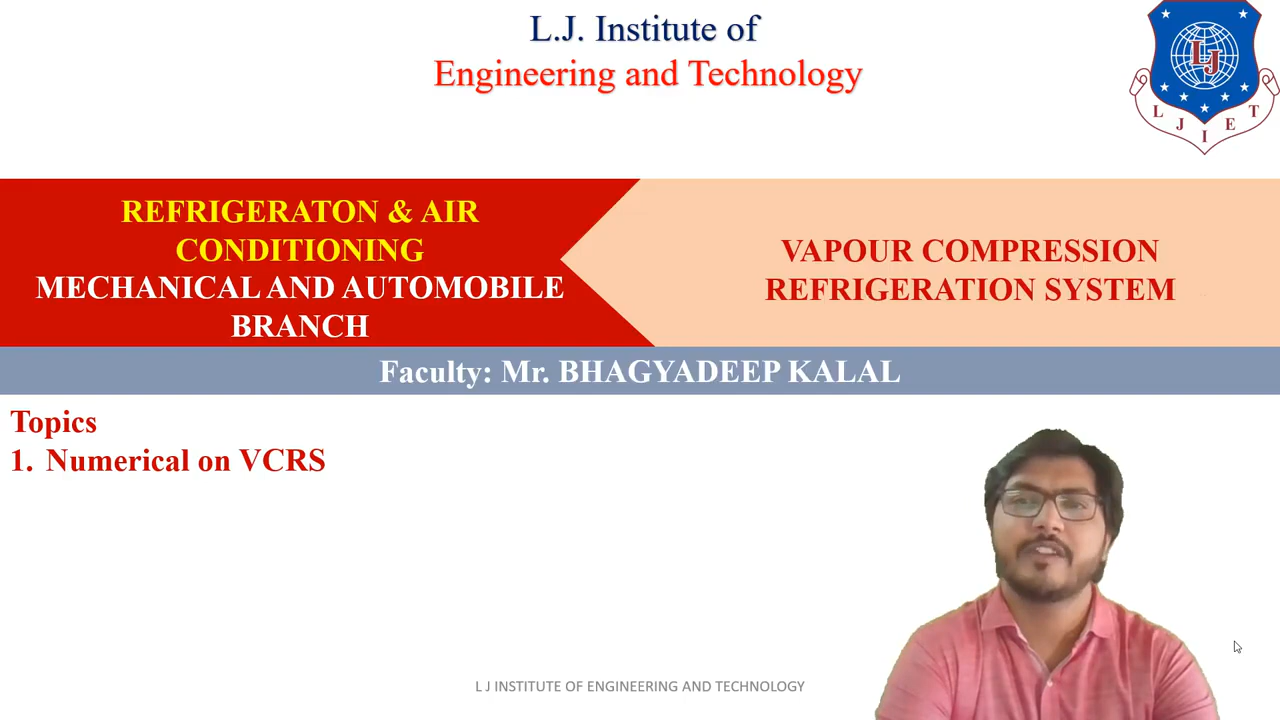 L.J. Institute of
Engineering and Technology
LJ
L J I E T
REFRIGERATON & AIR
CONDITIONING
MECHANICAL AND AUTOMOBILE
BRANCH
VAPOUR COMPRESSION
REFRIGERATION SYSTEM
Faculty: Mr. BHAGYADEEP KALAL
Topics
1. Numerical on VCRS
L J INSTITUTE OF ENGINEERING AND TECHNOLOGY